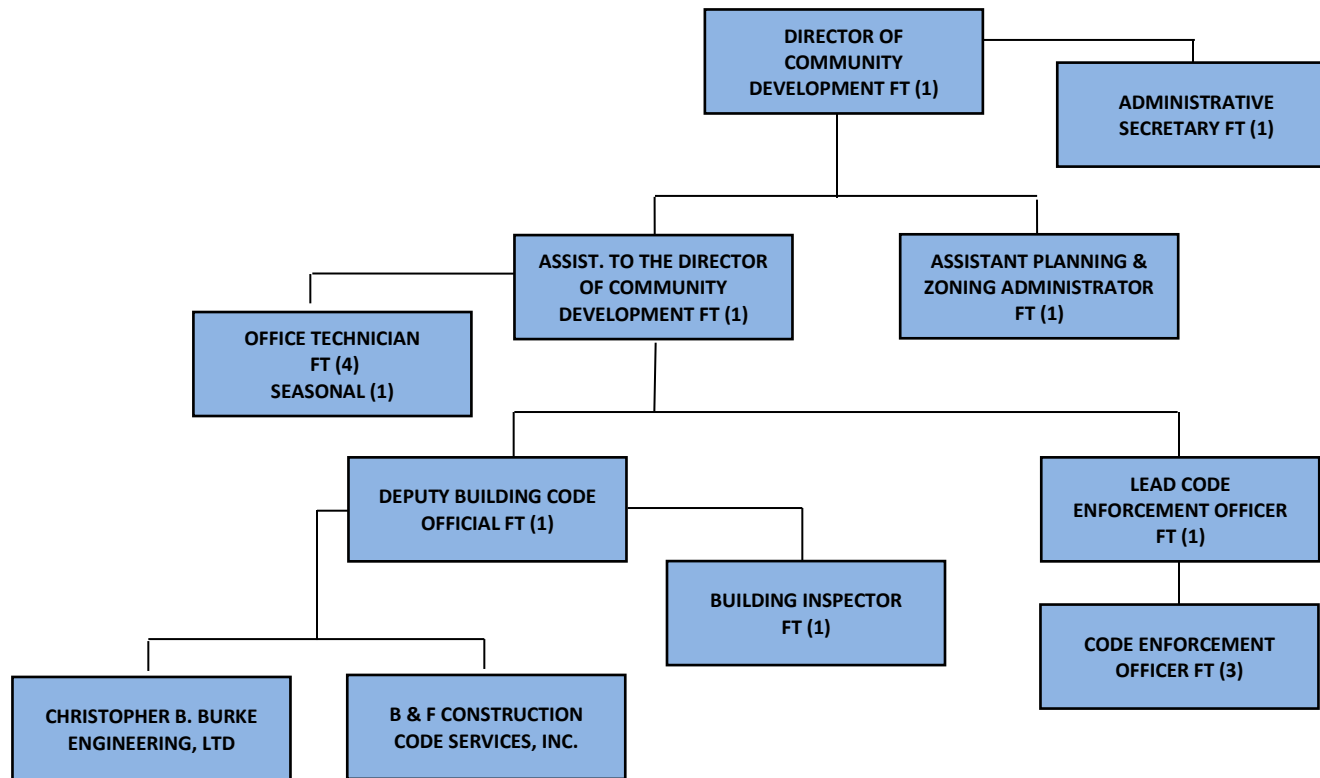 DIRECTOR OF
COMMUNITY
DEVELOPMENT FT (1)
ADMINISTRATIVE
SECRETARY FT (1)
ASSIST. TO THE DIRECTOR
OF COMMUNITY
DEVELOPMENT FT (1)
ASSISTANT PLANNING &
ZONING ADMINISTRATOR
FT (1)
OFFICE TECHNICIAN
FT (4)
SEASONAL (1)
DEPUTY BUILDING CODE
OFFICIAL FT (1)
LEAD CODE
ENFORCEMENT OFFICER
FT (1)
BUILDING INSPECTOR
FT (1)
CODE ENFORCEMENT
OFFICER FT (3)
CHRISTOPHER B. BURKE
ENGINEERING, LTD
B & F CONSTRUCTION
CODE SERVICES, INC.